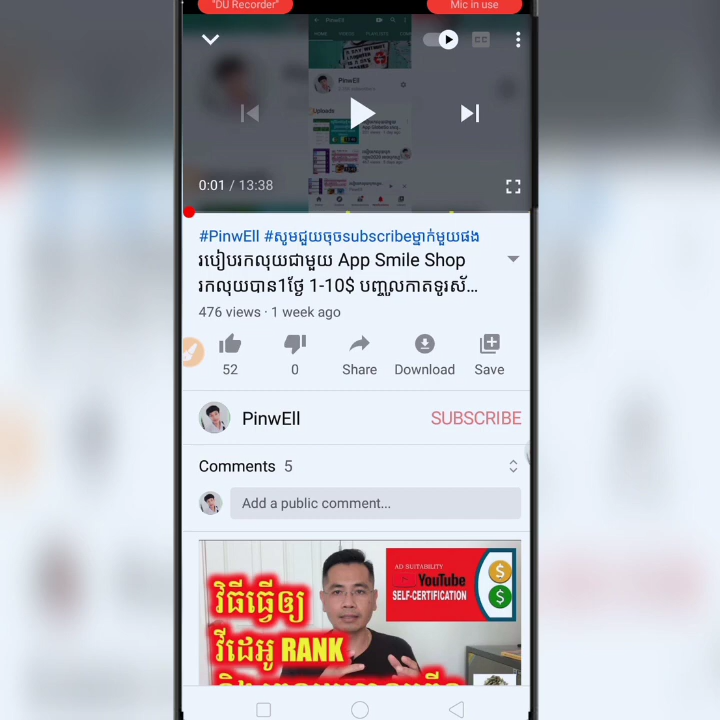 "DU Recorder"
Mic in use
PinwEll
CC
Uploads
0:01 / 13:38
#PinwEll #សូមជួយចុចsubscribeម្នាក់មួយផង
របៀបរកលុយជាមួយ App Smile Shop
រកលុយបាន1ថ្ងៃ 1-10$ បញ្ចូលកាតទូរស័...
476 views · 1 week ago
52
0
Share
Download
Save
PinwEll
SUBSCRIBE
Comments 5
Add a public comment...
AD SUITABILITY
YouTube
SELF-CERTIFICATION
វិធីធ្វើឲ្យ
វីដេអូ RANK